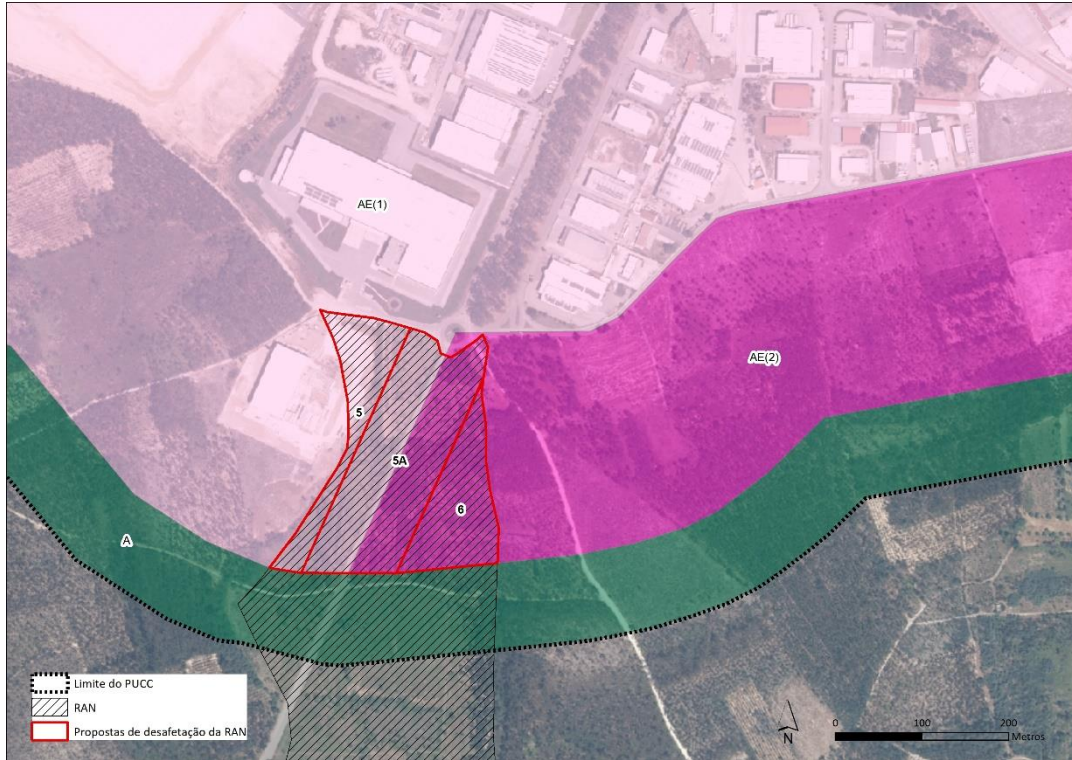 AE(1)
AE(2)
5
5A
6
A
Limite do PUCC
RAN
Propostas de desafetação da RAN
0 100 200
Metros
N